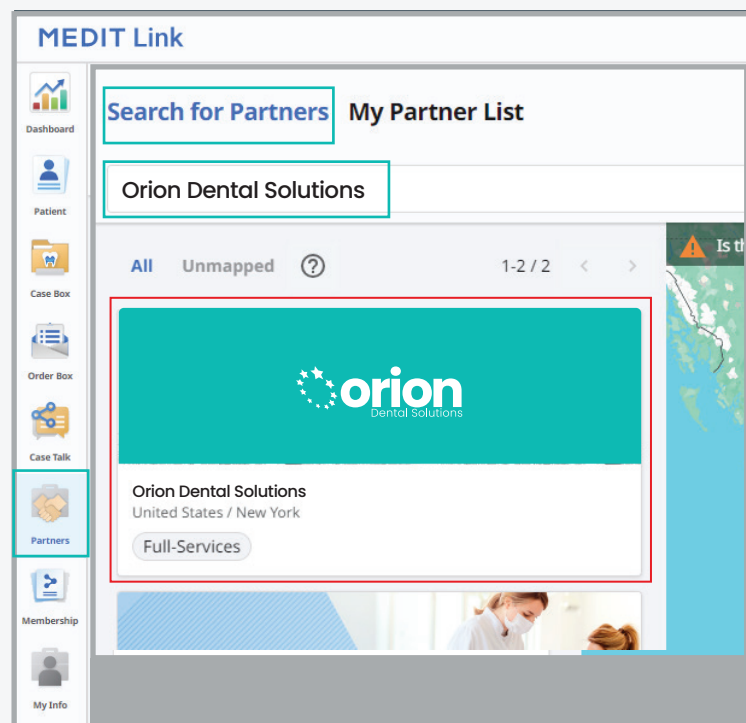 MEDIT Link
Dashboard
Patient
Case Box
Order Box
Case Talk
Partners
Membership
My Info
Search for Partners My Partner List
Orion Dental Solutions
All Unmapped ? 1-2 / 2 < >
Is th
orion
Dental Solutions
Orion Dental Solutions
United States / New York
Full-Services